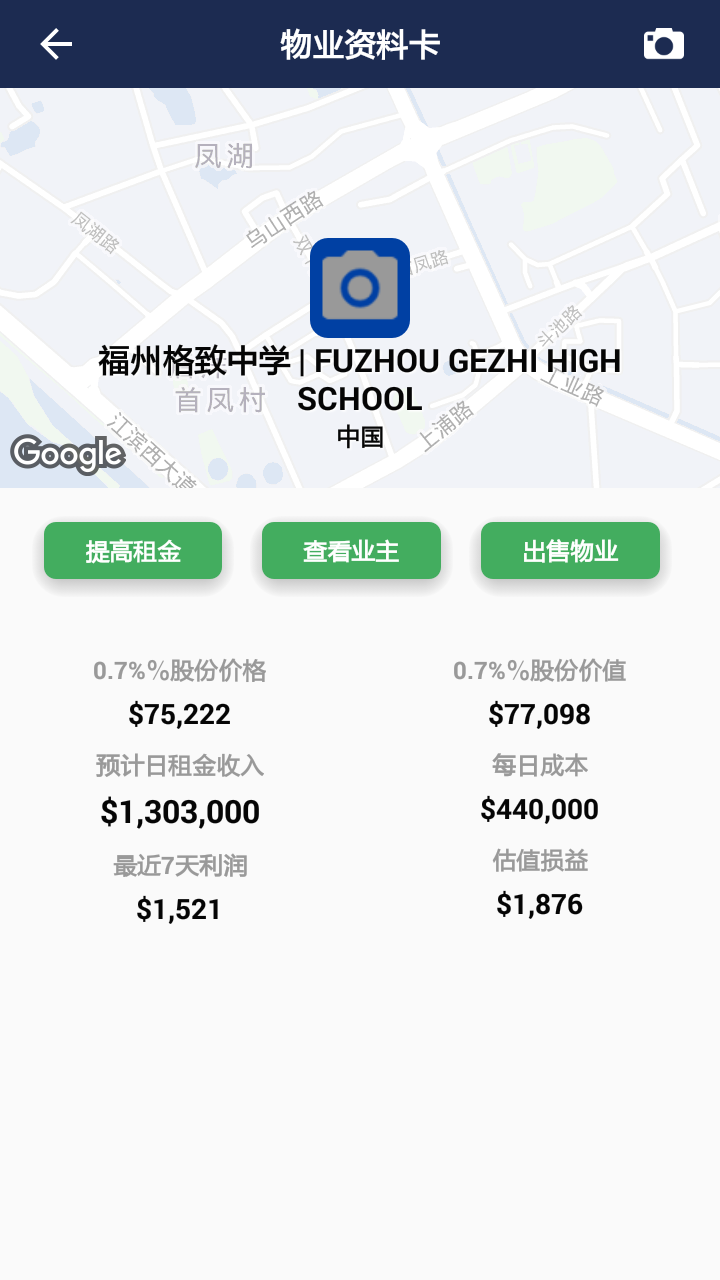 物业资料卡
凤湖
乌山西路
凤湖路
福州格致中学 | FUZHOU GEZHI HIGH
SCHOOL
中国
斗池路
工业路
首凤村
上浦路
江滨西大道
Google
提高租金
查看业主
出售物业
0.7%%股份价格
0.7%%股份价值
$75,222
$77,098
预计日租金收入
每日成本
$1,303,000
$440,000
最近7天利润
估值损益
$1,521
$1,876